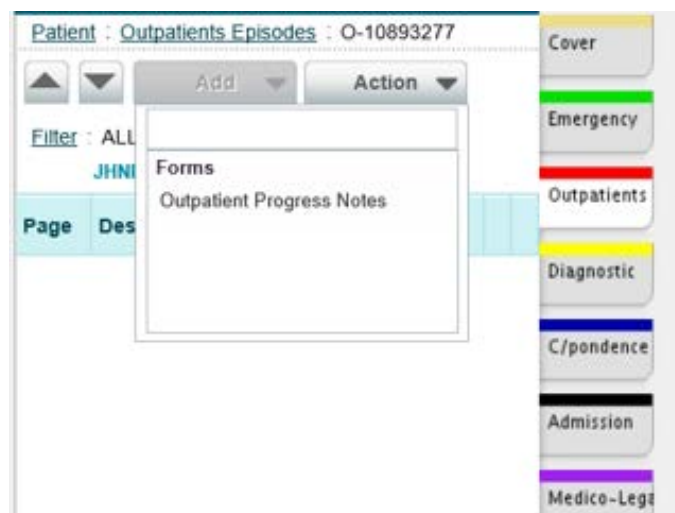 Patient : Outpatients Episodes : O-10893277
Add Action
Filter : ALL
Forms
Outpatient Progress Notes
Page Des
Cover
Emergency
Outpatients
Diagnostic
C/pondence
Admission
Medico-Lega